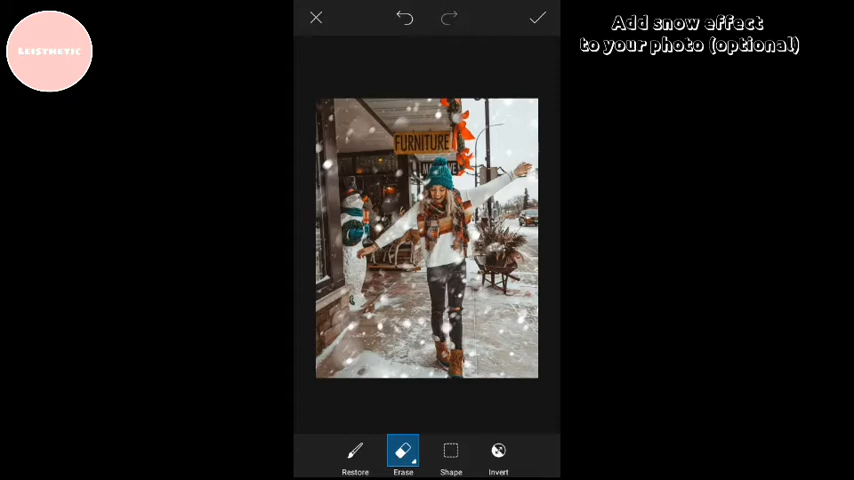 LEISTHETIC
Add snow effect
to your photo (optional)
FURNITURE
Restore
Erase
Shape
Invert